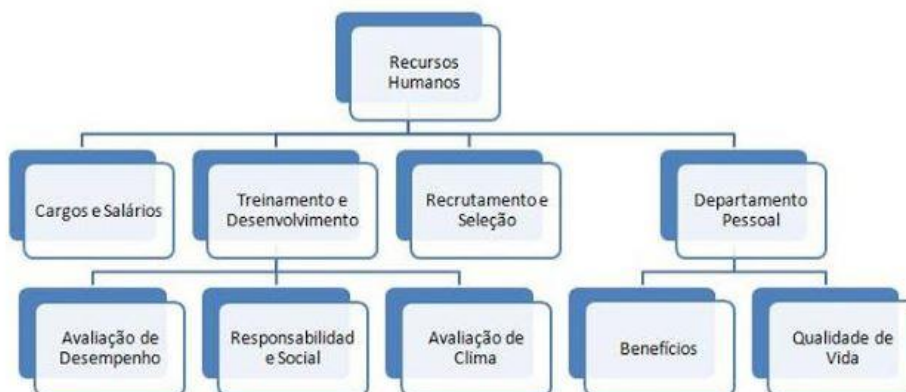 Recursos
Humanos
Cargos e Salários
Treinamento e
Desenvolvimento
Recrutamento e
Seleção
Departamento
Pessoal
Avaliação de
Desempenho
Responsabilidad
e Social
Avaliação de
Clima
Benefícios
Qualidade de
Vida